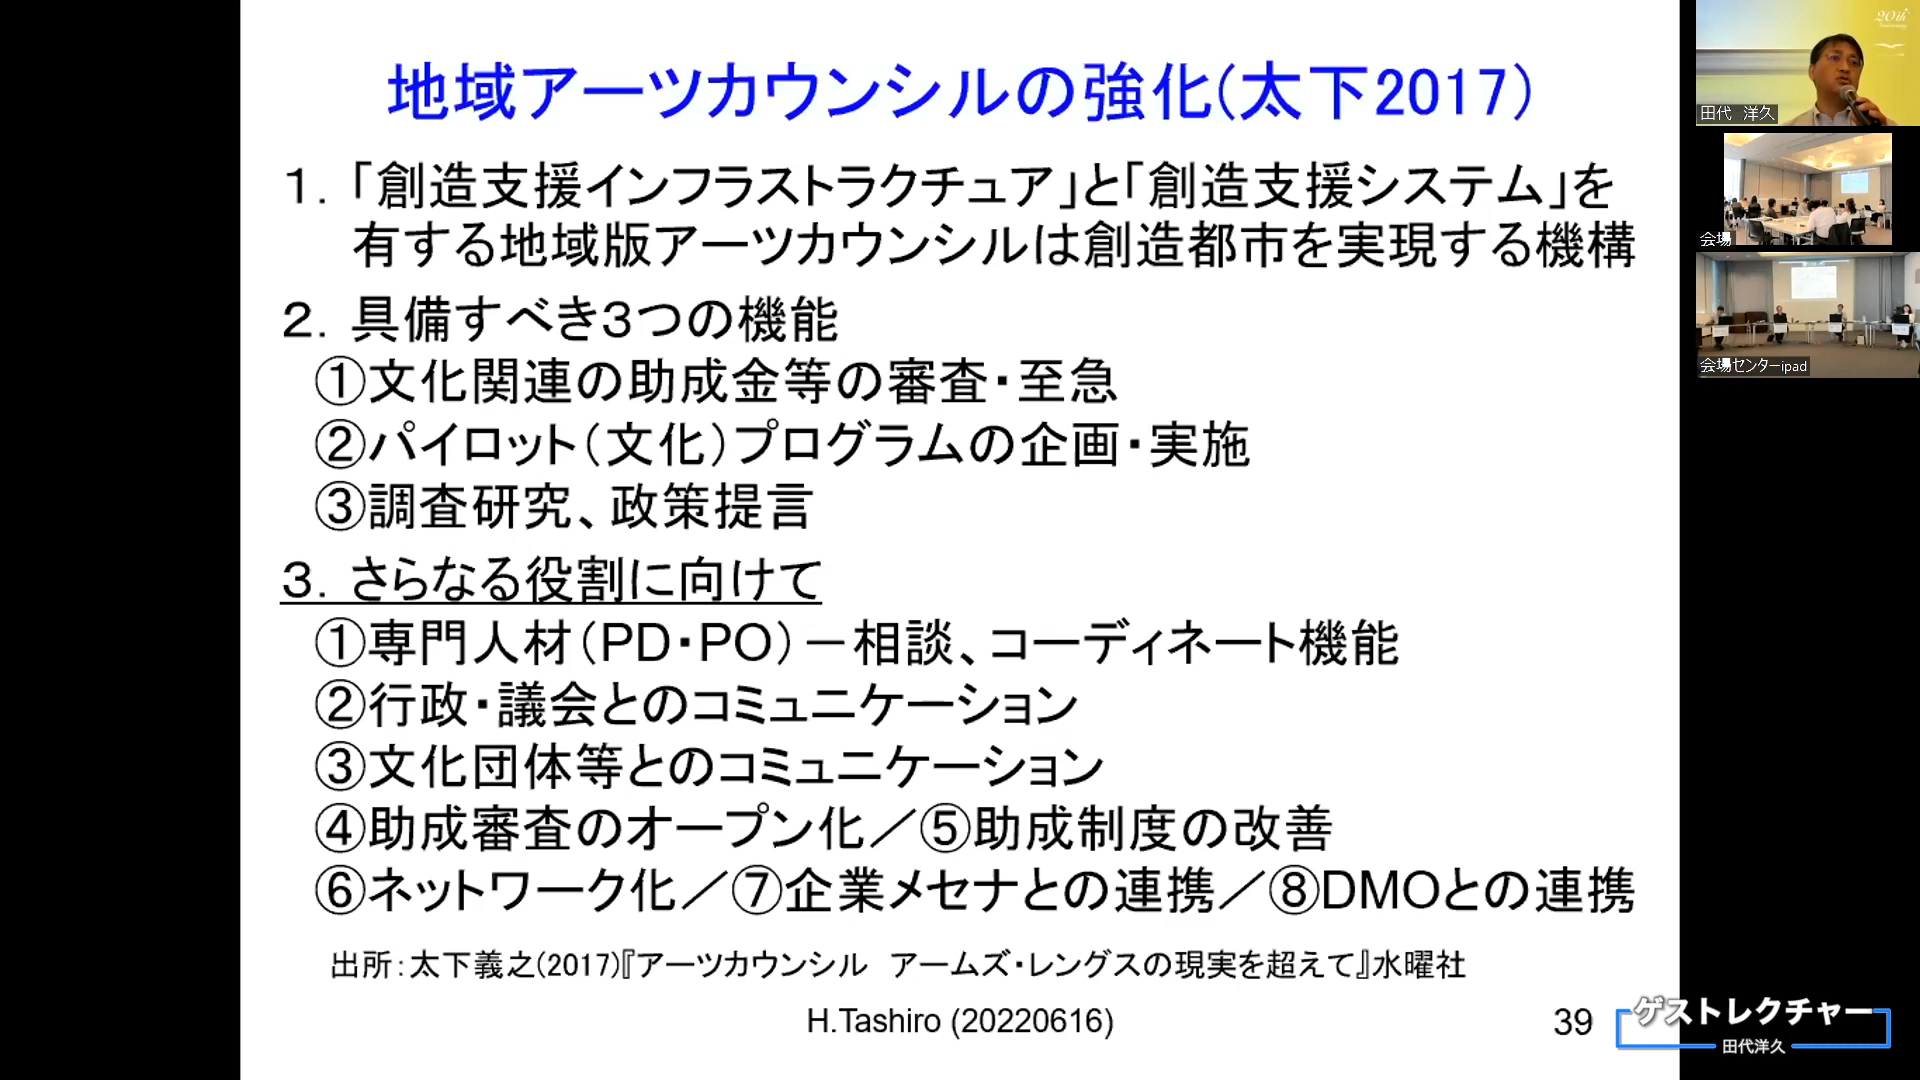 地域アーツカウンシルの強化(太下2017)
１．「創造支援インフラストラクチュア」と「創造支援システム」を
有する地域版アーツカウンシルは創造都市を実現する機構
２．具備すべき３つの機能
①文化関連の助成金等の審査・至急
②パイロット（文化）プログラムの企画・実施
③調査研究、政策提言
３．さらなる役割に向けて
①専門人材（PD・PO）－相談、コーディネート機能
②行政・議会とのコミュニケーション
③文化団体等とのコミュニケーション
④助成審査のオープン化／⑤助成制度の改善
⑥ネットワーク化／⑦企業メセナとの連携／⑧DMOとの連携
出所：太下義之(2017)『アーツカウンシル　アームズ・レングスの現実を超えて』水曜社
H.Tashiro (20220616)
39
20th
田代　洋久
会場
会場センターipad
ゲストレクチャー
田代洋久